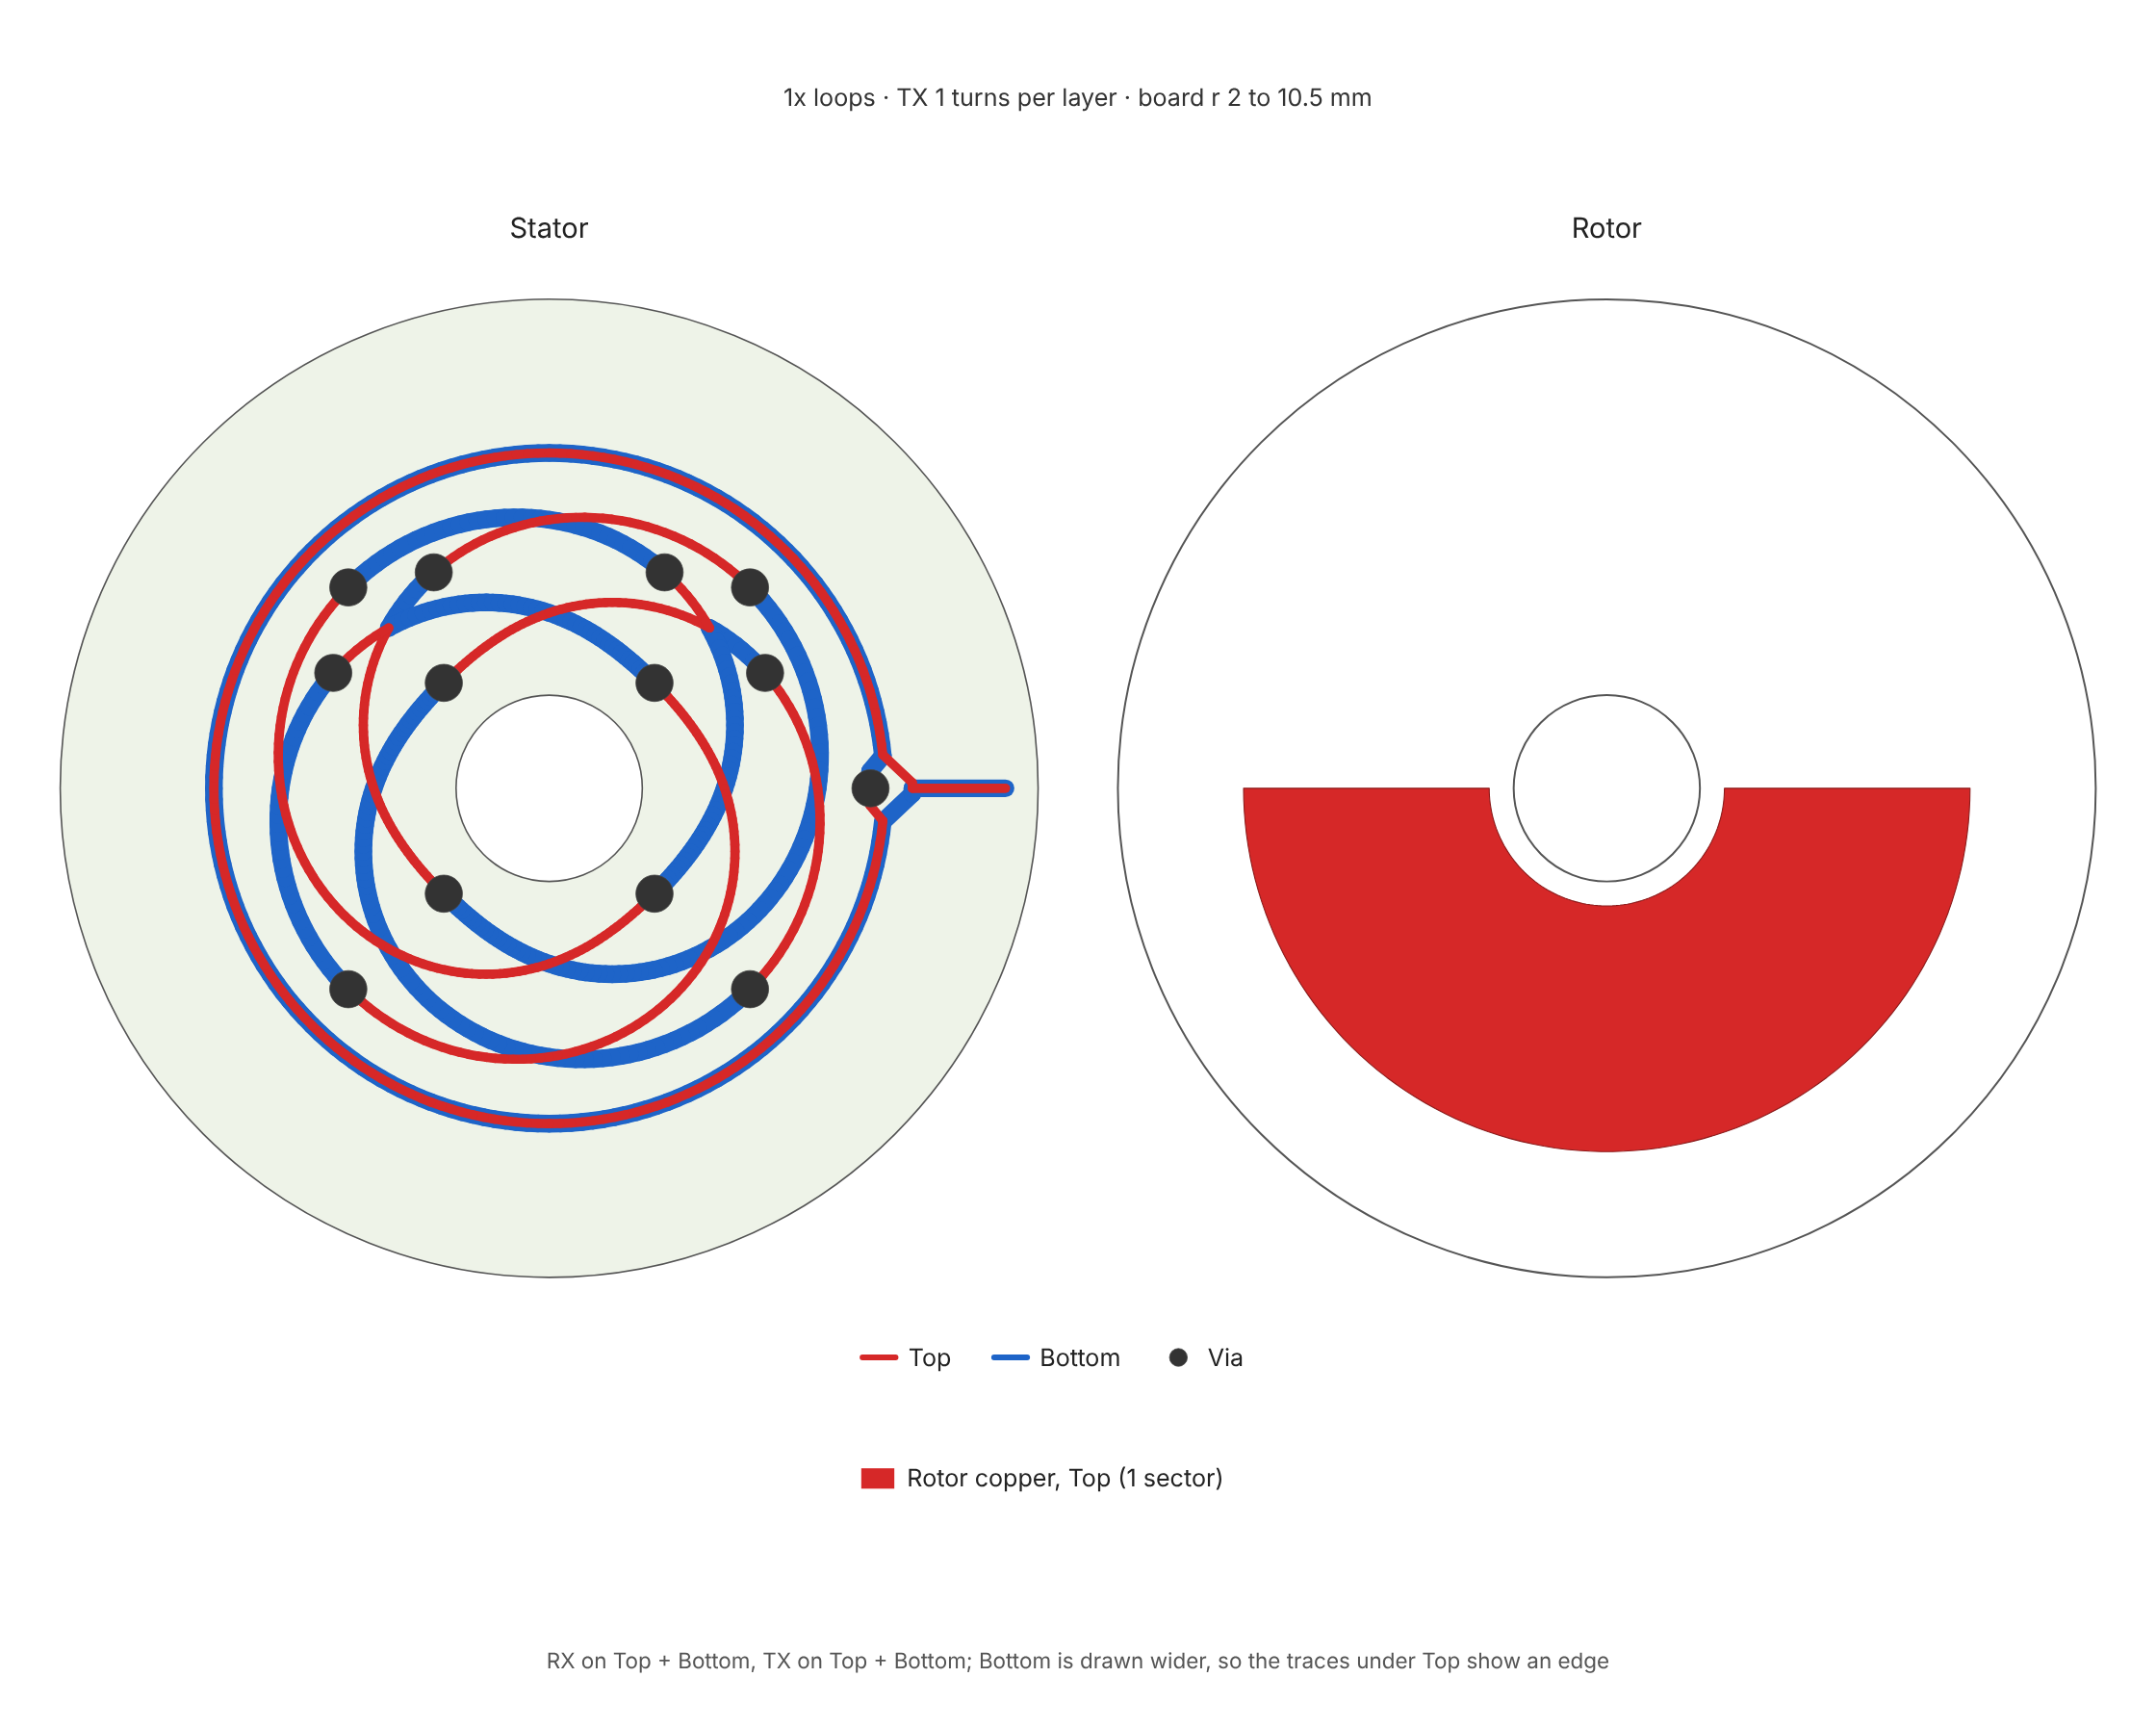 1x loops · TX 1 turns per layer · board r 2 to 10.5 mm
Stator
Rotor
Top
Bottom
Via
Rotor copper, Top (1 sector)
RX on Top + Bottom, TX on Top + Bottom; Bottom is drawn wider, so the traces under Top show an edge